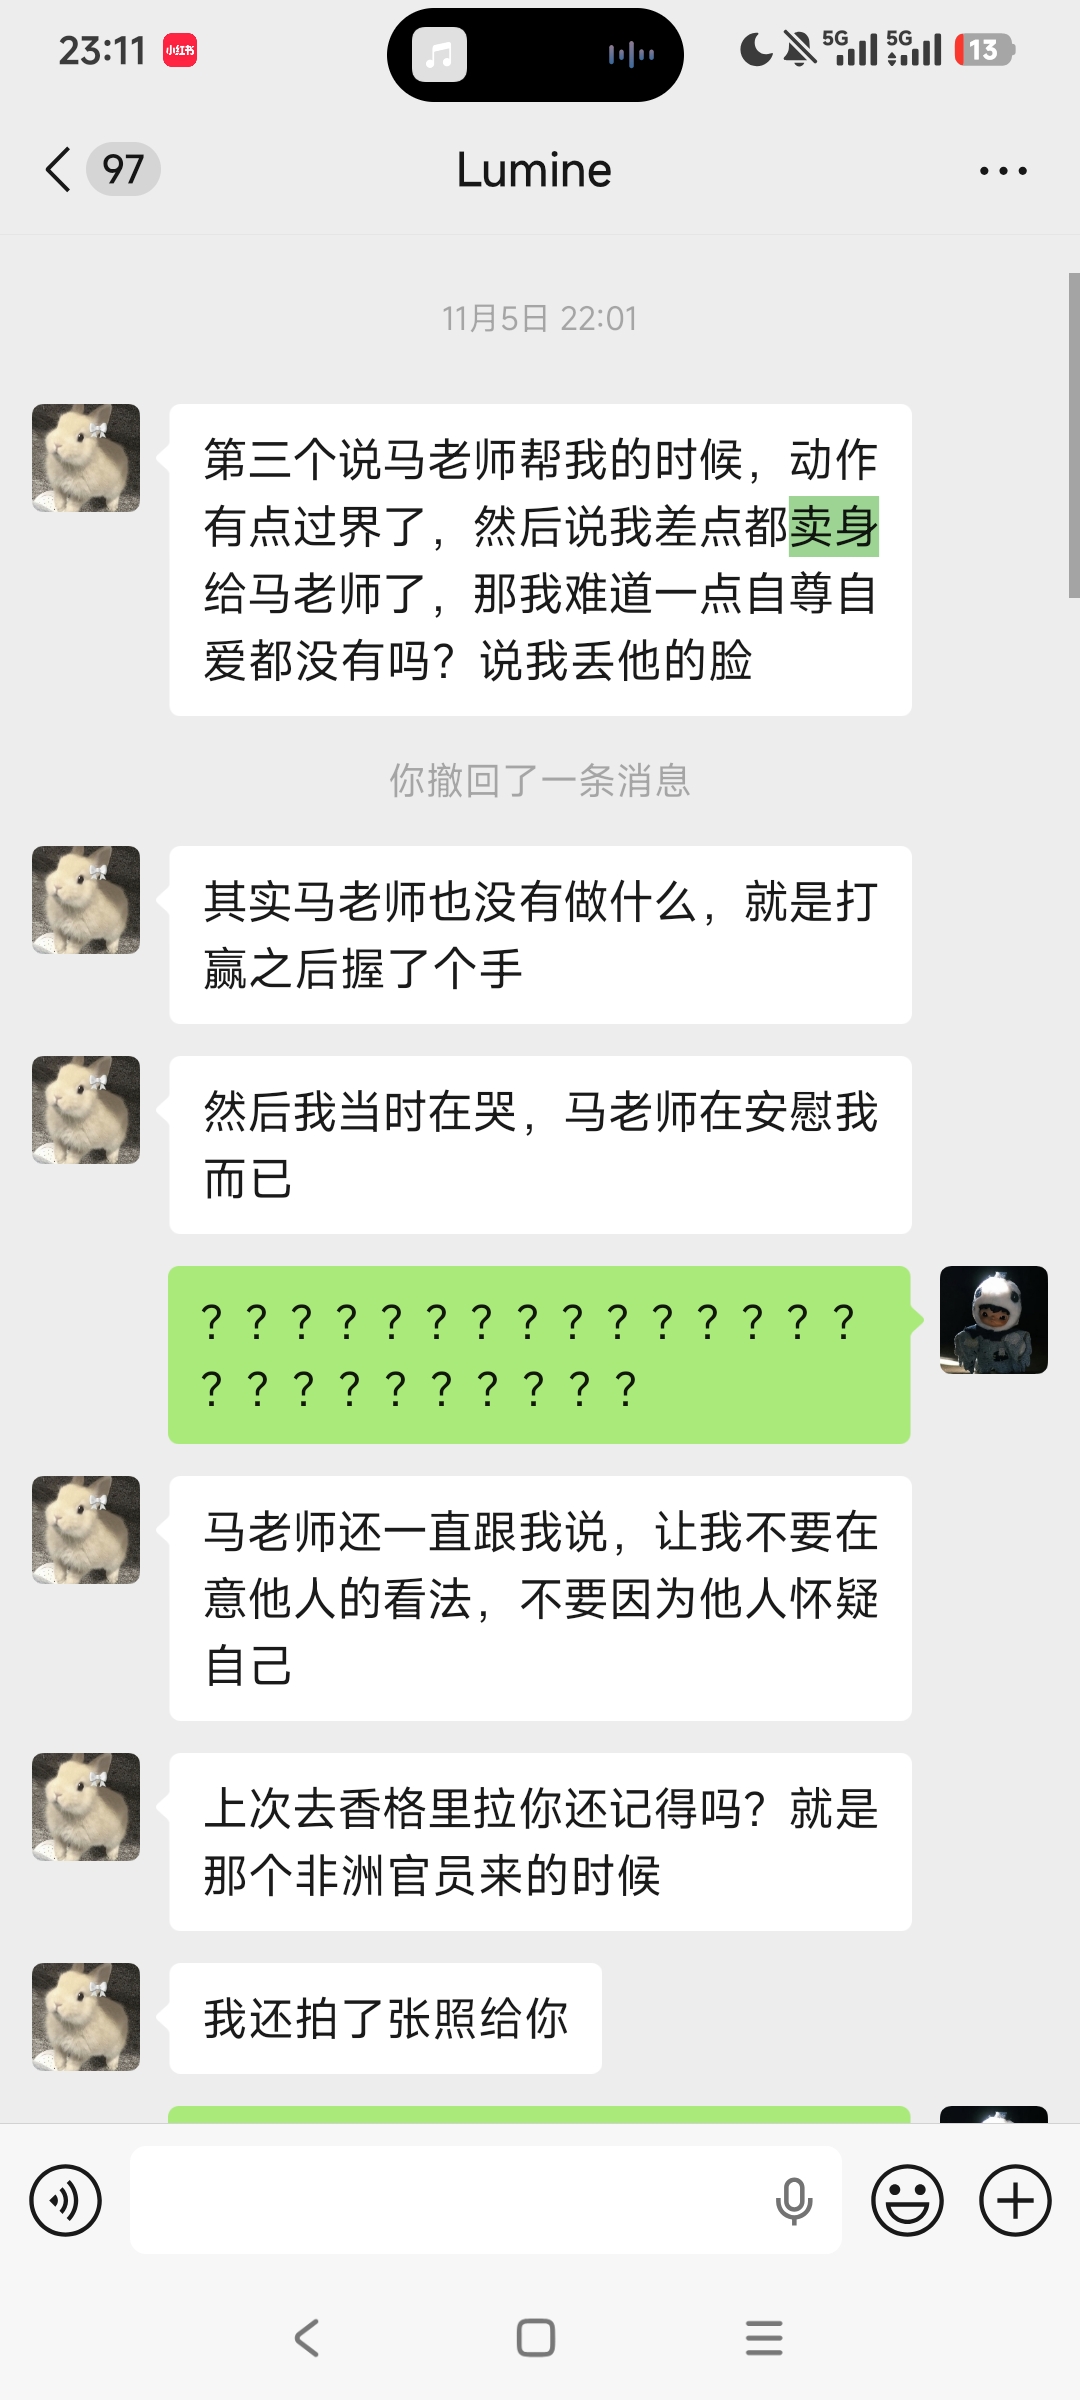 23:11
小红书
5G
5G
13
97
Lumine
11月5日 22:01
第三个说马老师帮我的时候，动作
有点过界了，然后说我差点都卖身
给马老师了，那我难道一点自尊自
爱都没有吗？说我丢他的脸
你撤回了一条消息
其实马老师也没有做什么，就是打
赢之后握了个手
然后我当时在哭，马老师在安慰我
而已
？？？？？？？？？？？？？？？
？？？？？？？？？？
马老师还一直跟我说，让我不要在
意他人的看法，不要因为他人怀疑
自己
上次去香格里拉你还记得吗？就是
那个非洲官员来的时候
我还拍了张照给你